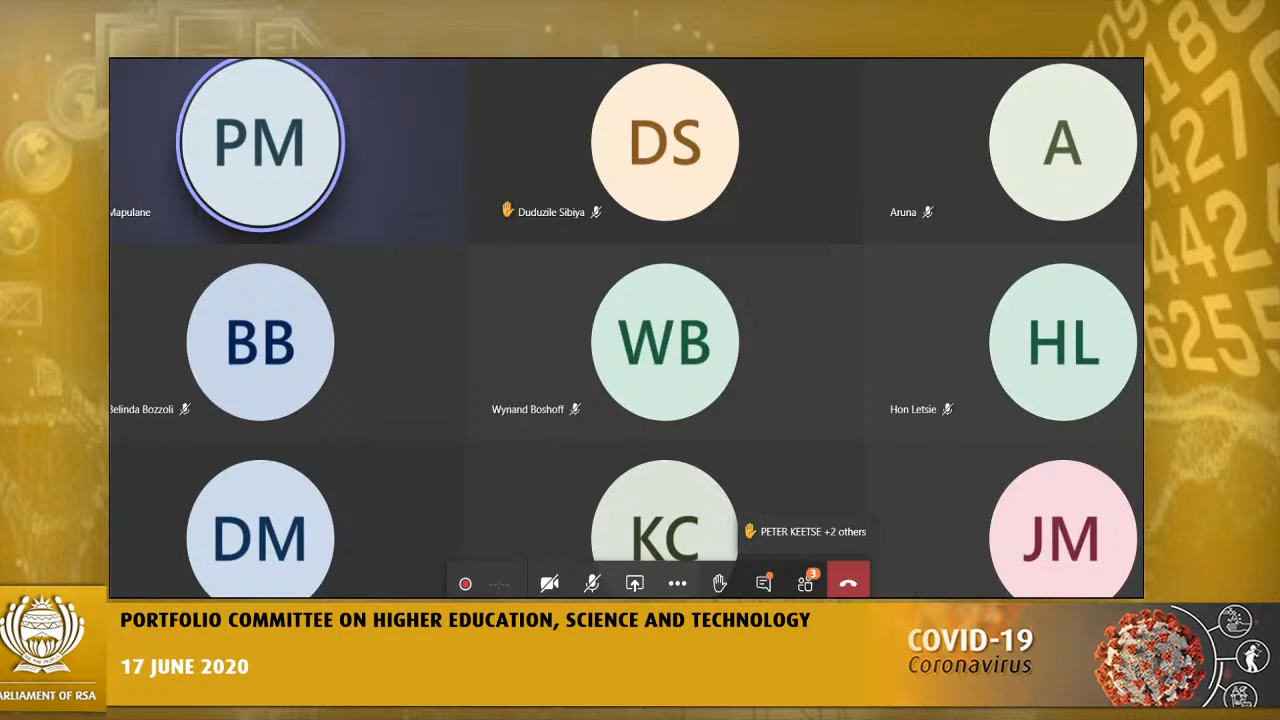 PM
DS
A
Mapulane
Duduzile Sibiya
Aruna
BB
WB
HL
Belinda Bozzoli
Wynand Boshoff
Hon Letsie
DM
KC
JM
PETER KEETSE +2 others
--:--
3
PORTFOLIO COMMITTEE ON HIGHER EDUCATION, SCIENCE AND TECHNOLOGY
17 JUNE 2020
COVID-19
Coronavirus
ARLIAMENT OF RSA